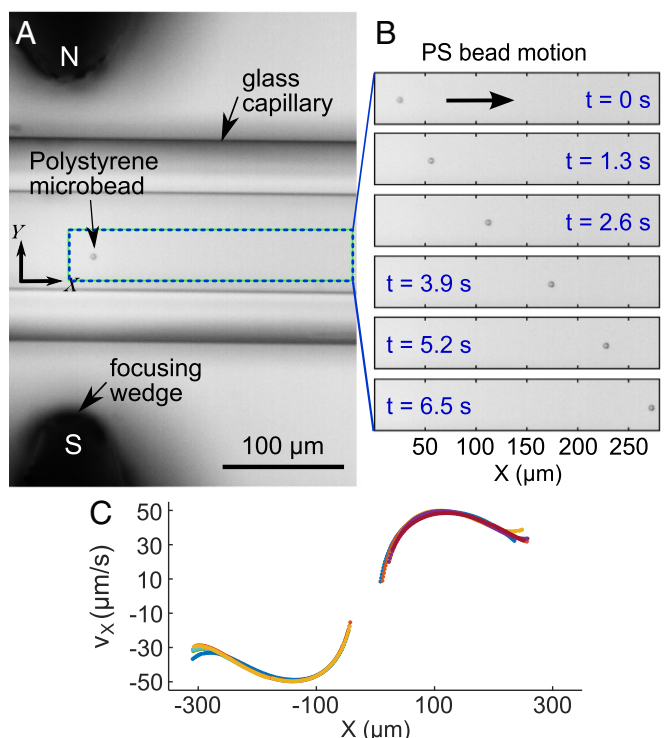 A
N
glass
capillary
Polystyrene
microbead
Y
X
focusing
wedge
S
100 µm
B
PS bead motion
t = 0 s
t = 1.3 s
t = 2.6 s
t = 3.9 s
t = 5.2 s
t = 6.5 s
50 100 150 200 250
X (µm)
C
50
30
10
-10
-30
-50
vX (µm/s)
-300 -100 100 300
X (µm)